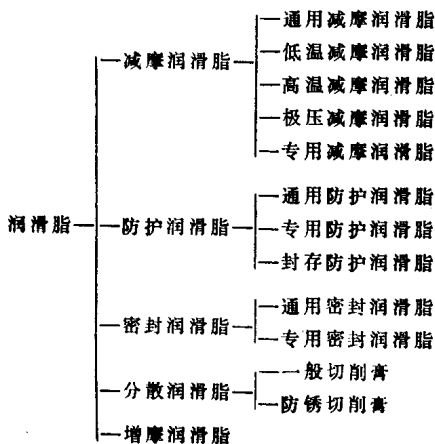 通用减摩润滑脂
低温减摩润滑脂
减摩润滑脂
高温减摩润滑脂
极压减摩润滑脂
专用减摩润滑脂
通用防护润滑脂
润滑脂
防护润滑脂
专用防护润滑脂
封存防护润滑脂
通用密封润滑脂
密封润滑脂
专用密封润滑脂
一般切削膏
分散润滑脂
防锈切削膏
增摩润滑脂